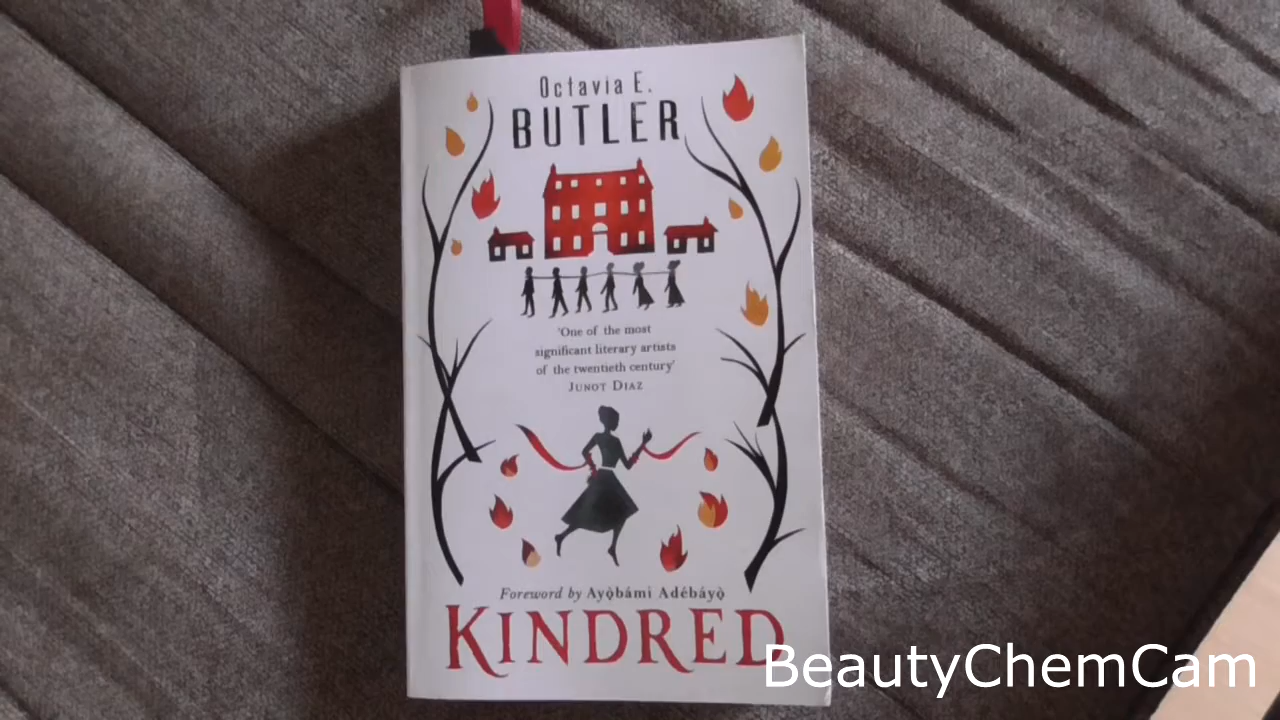 Octavia E.
BUTLER
'One of the most
significant literary artists
of the twentieth century'
JUNOT DIAZ
Foreword by Ayọ̀bámi Adébáyọ̀
KINDRED
BeautyChemCam